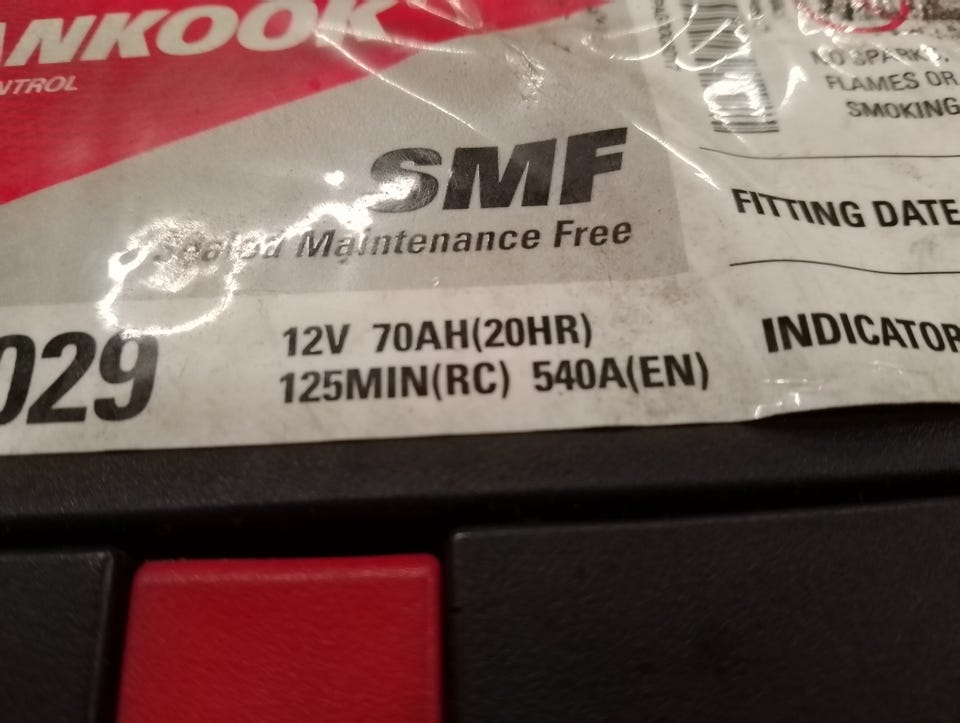 ANKOOK
NTROL
SMF
Sealed Maintenance Free
029
12V 70AH(20HR)
125MIN(RC) 540A(EN)
NO SPARKS,
FLAMES OR
SMOKING
FITTING DATE
INDICATOR